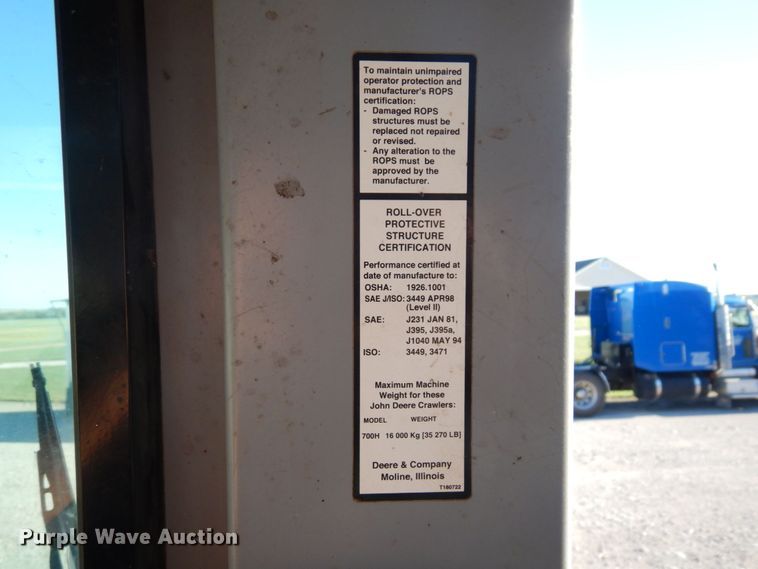 To maintain unimpaired
operator protection and
manufacturer's ROPS
certification:
- Damaged ROPS
structures must be
replaced not repaired
or revised.
- Any alteration to the
ROPS must be
approved by the
manufacturer.
ROLL-OVER
PROTECTIVE
STRUCTURE
CERTIFICATION
Performance certified at
date of manufacture to:
OSHA: 1926.1001
SAE J/ISO: 3449 APR98
(Level II)
SAE: J231 JAN 81,
J395, J395a,
J1040 MAY 94
ISO: 3449, 3471
Maximum Machine
Weight for these
John Deere Crawlers:
MODEL WEIGHT
700H 16 000 Kg [35 270 LB]
Deere & Company
Moline, Illinois
T160722
Purple Wave Auction